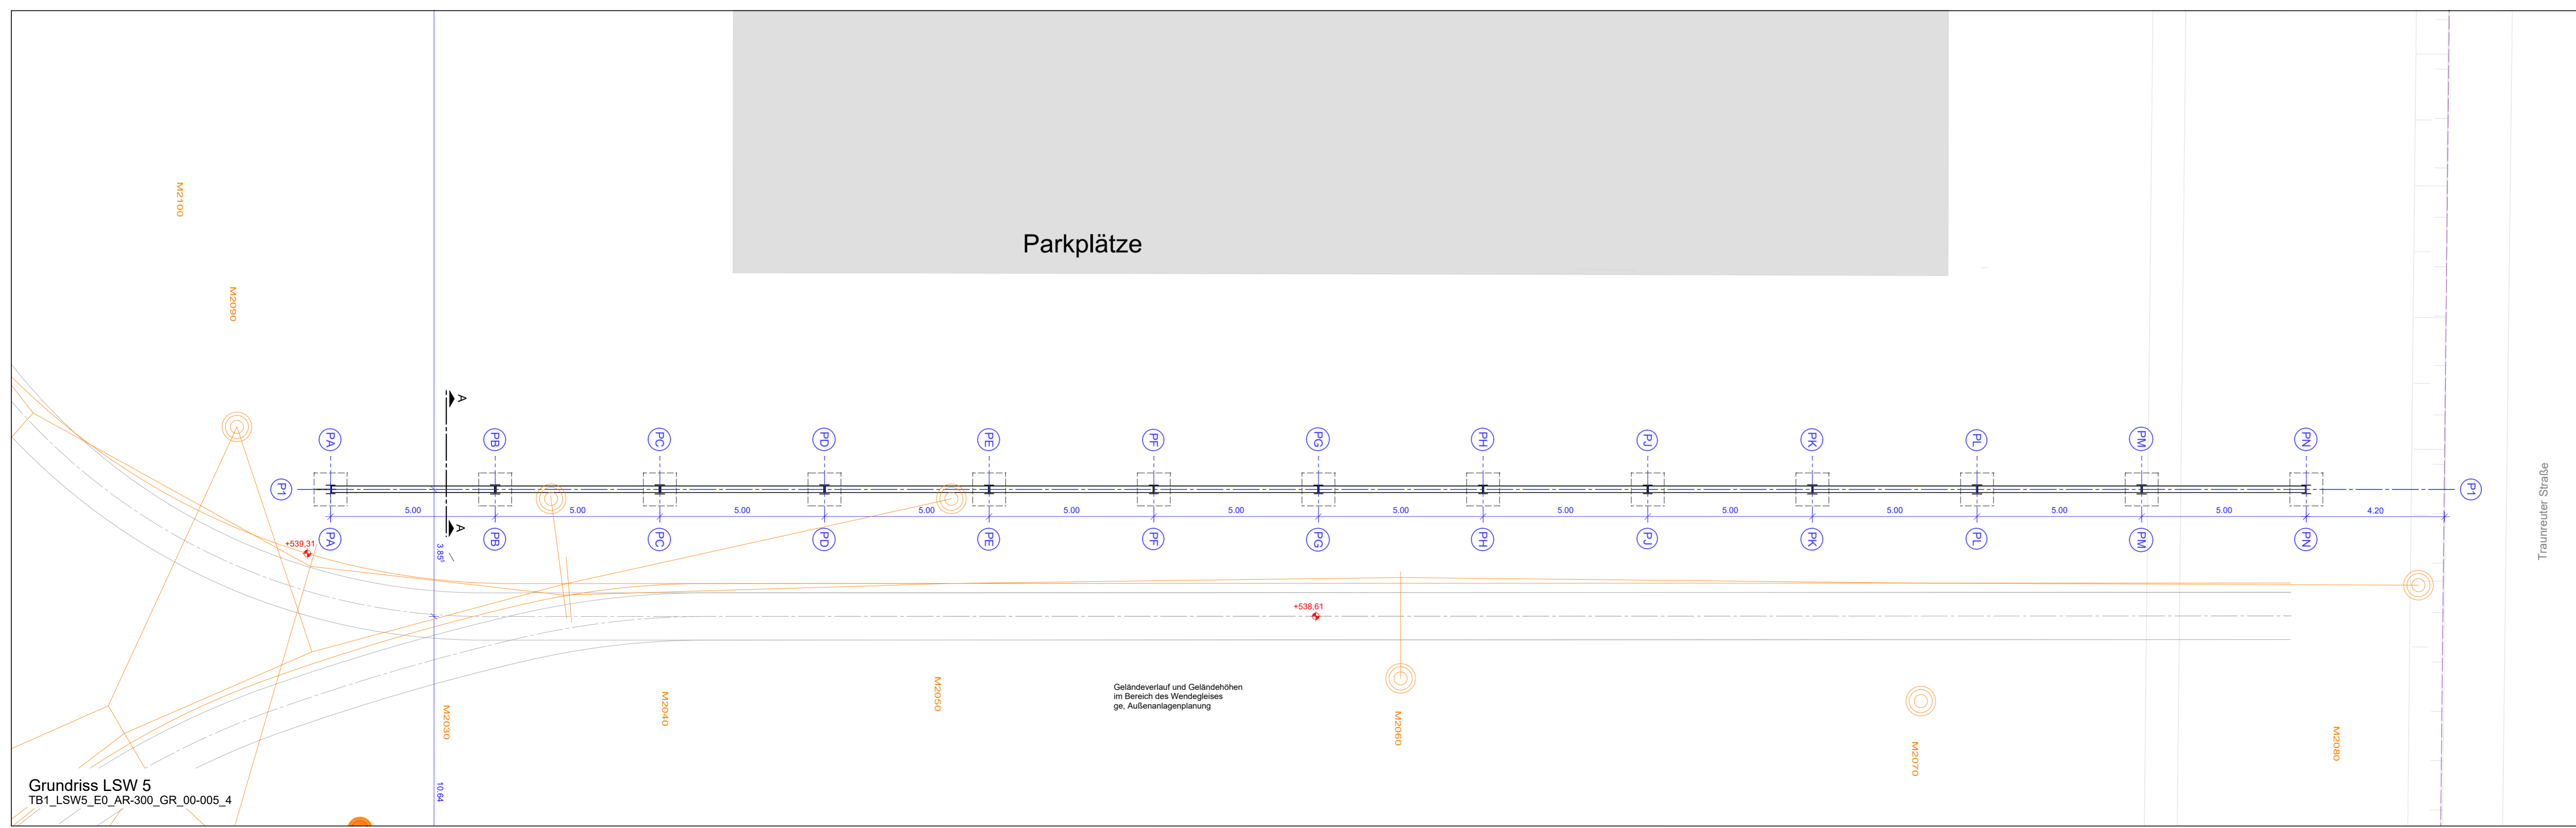 Parkplätze
M2100
M2090
A
PA
PB
PC
PD
PE
PF
PG
PH
PJ
PK
PL
PM
PN
P1
P1
Traunreuter Straße
5.00
5.00
5.00
5.00
5.00
5.00
5.00
5.00
5.00
5.00
5.00
5.00
4.20
A
PA
PB
PC
PD
PE
PF
PG
PH
PJ
PK
PL
PM
PN
+539,31
3.85⁵
+538,61
Geländeverlauf und Geländehöhen
im Bereich des Wendegleises
ge, Außenanlagenplanung
M2030
M2040
M2050
M2060
M2070
M2080
10.64
Grundriss LSW 5
TB1_LSW5_E0_AR-300_GR_00-005_4